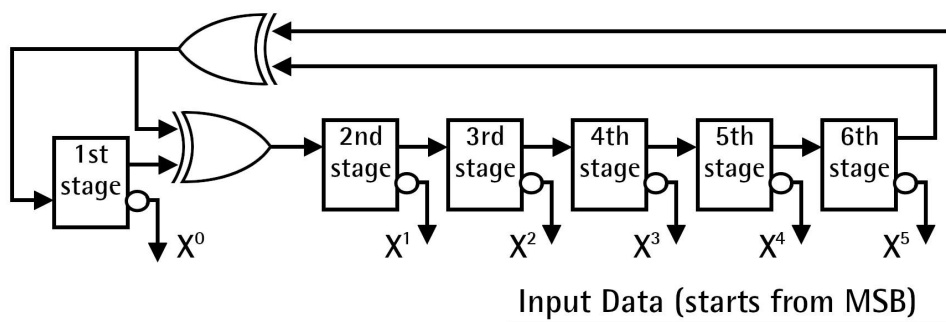 1st
stage
2nd
stage
3rd
stage
4th
stage
5th
stage
6th
stage
X⁰
X¹
X²
X³
X⁴
X⁵
Input Data (starts from MSB)